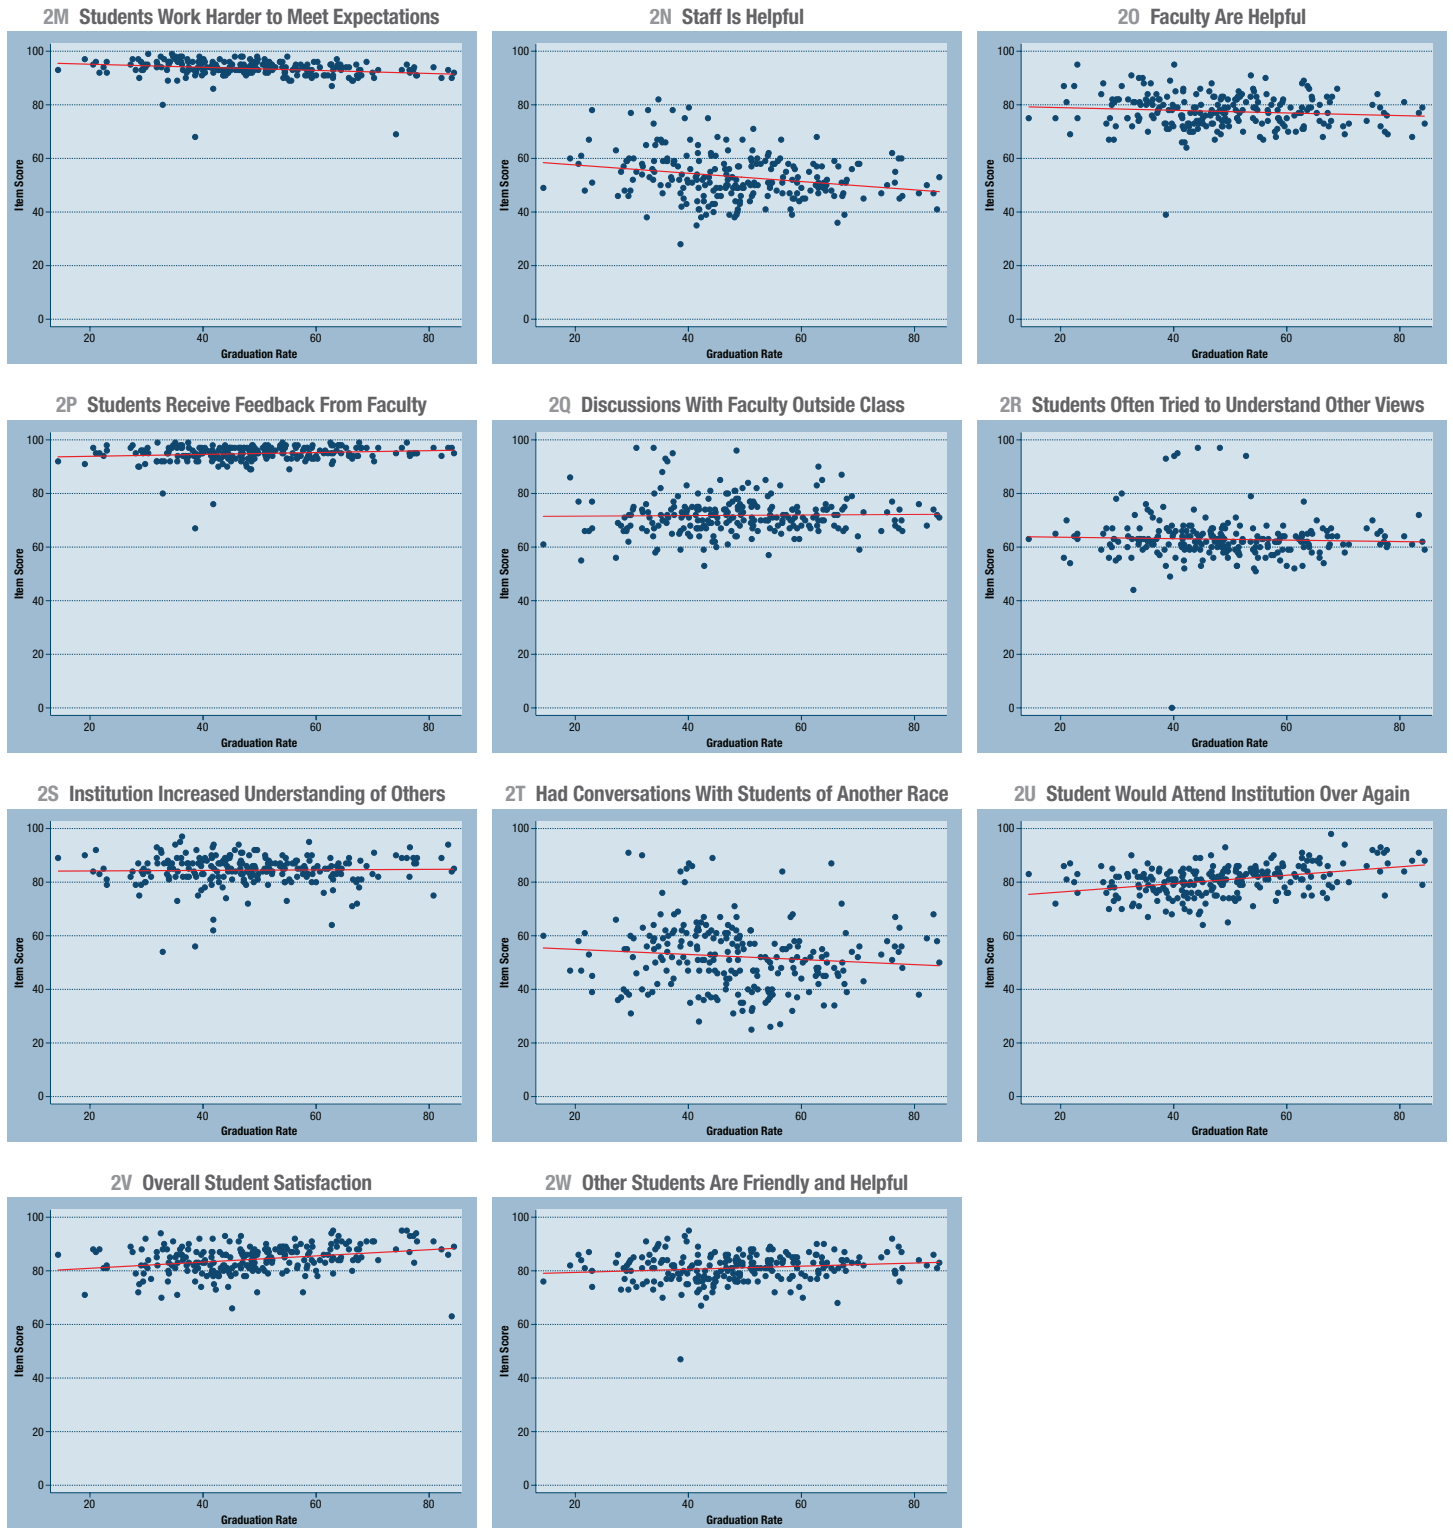 2M Students Work Harder to Meet Expectations
100
80
60
40
20
0
Item Score
20 40 60 80
Graduation Rate
2N Staff Is Helpful
100
80
60
40
20
0
Item Score
20 40 60 80
Graduation Rate
2O Faculty Are Helpful
100
80
60
40
20
0
Item Score
20 40 60 80
Graduation Rate
2P Students Receive Feedback From Faculty
100
80
60
40
20
0
Item Score
20 40 60 80
Graduation Rate
2Q Discussions With Faculty Outside Class
100
80
60
40
20
0
Item Score
20 40 60 80
Graduation Rate
2R Students Often Tried to Understand Other Views
100
80
60
40
20
0
Item Score
20 40 60 80
Graduation Rate
2S Institution Increased Understanding of Others
100
80
60
40
20
0
Item Score
20 40 60 80
Graduation Rate
2T Had Conversations With Students of Another Race
100
80
60
40
20
0
Item Score
20 40 60 80
Graduation Rate
2U Student Would Attend Institution Over Again
100
80
60
40
20
0
Item Score
20 40 60 80
Graduation Rate
2V Overall Student Satisfaction
100
80
60
40
20
0
Item Score
20 40 60 80
Graduation Rate
2W Other Students Are Friendly and Helpful
100
80
60
40
20
0
Item Score
20 40 60 80
Graduation Rate